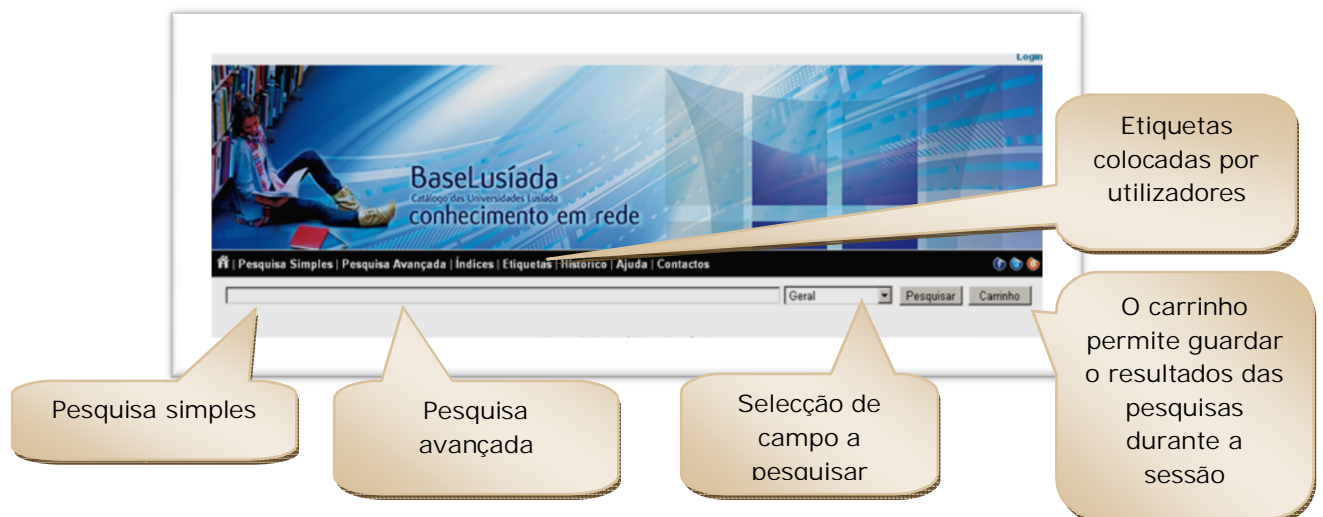 Login
BaseLusíada
Catálogo das Universidades Lusíada
conhecimento em rede
| Pesquisa Simples | Pesquisa Avançada | Índices | Etiquetas | Histórico | Ajuda | Contactos
Geral Pesquisar Carrinho
Etiquetas
colocadas por
utilizadores
O carrinho
permite guardar
o resultados das
pesquisas
durante a
sessão
Pesquisa simples
Pesquisa
avançada
Selecção de
campo a
pesquisar